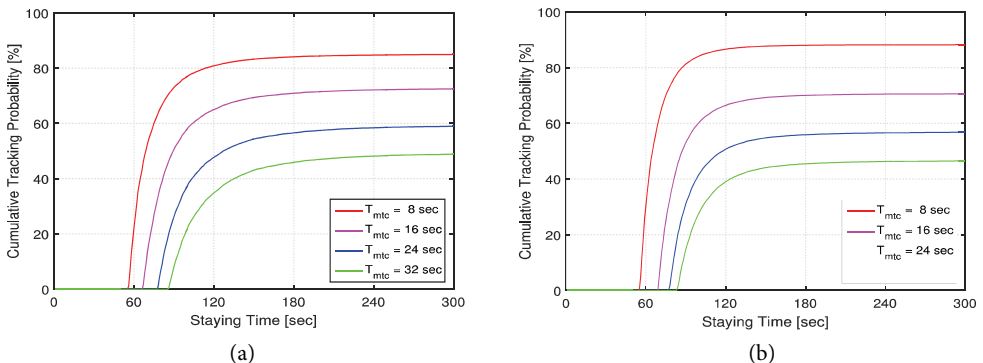 100
80
60
40
20
0
Cumulative Tracking Probability [%]
T_mtc = 8 sec
T_mtc = 16 sec
T_mtc = 24 sec
T_mtc = 32 sec
0 60 120 180 240 300
Staying Time [sec]
(a)
100
80
60
40
20
0
Cumulative Tracking Probability [%]
T_mtc = 8 sec
T_mtc = 16 sec
T_mtc = 24 sec
0 60 120 180 240 300
Staying Time [sec]
(b)